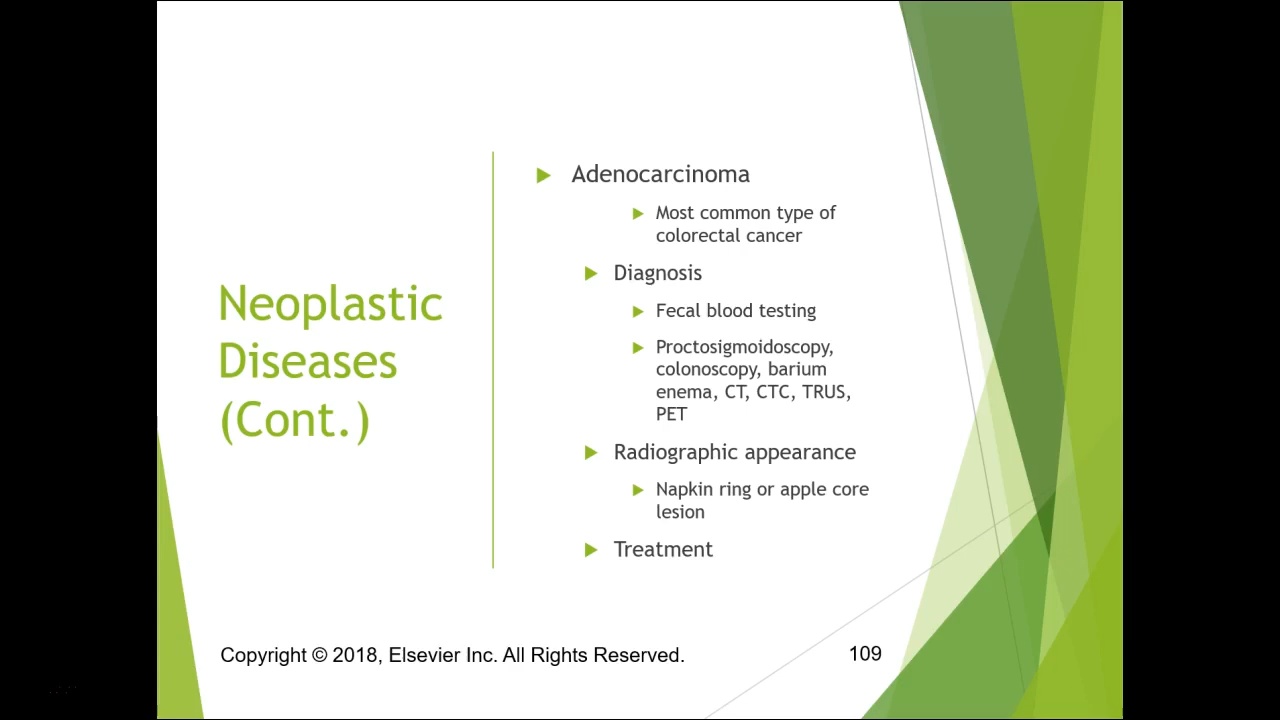 Neoplastic
Diseases
(Cont.)
Adenocarcinoma
Most common type of
colorectal cancer
Diagnosis
Fecal blood testing
Proctosigmoidoscopy,
colonoscopy, barium
enema, CT, CTC, TRUS,
PET
Radiographic appearance
Napkin ring or apple core
lesion
Treatment
Copyright © 2018, Elsevier Inc. All Rights Reserved.
109